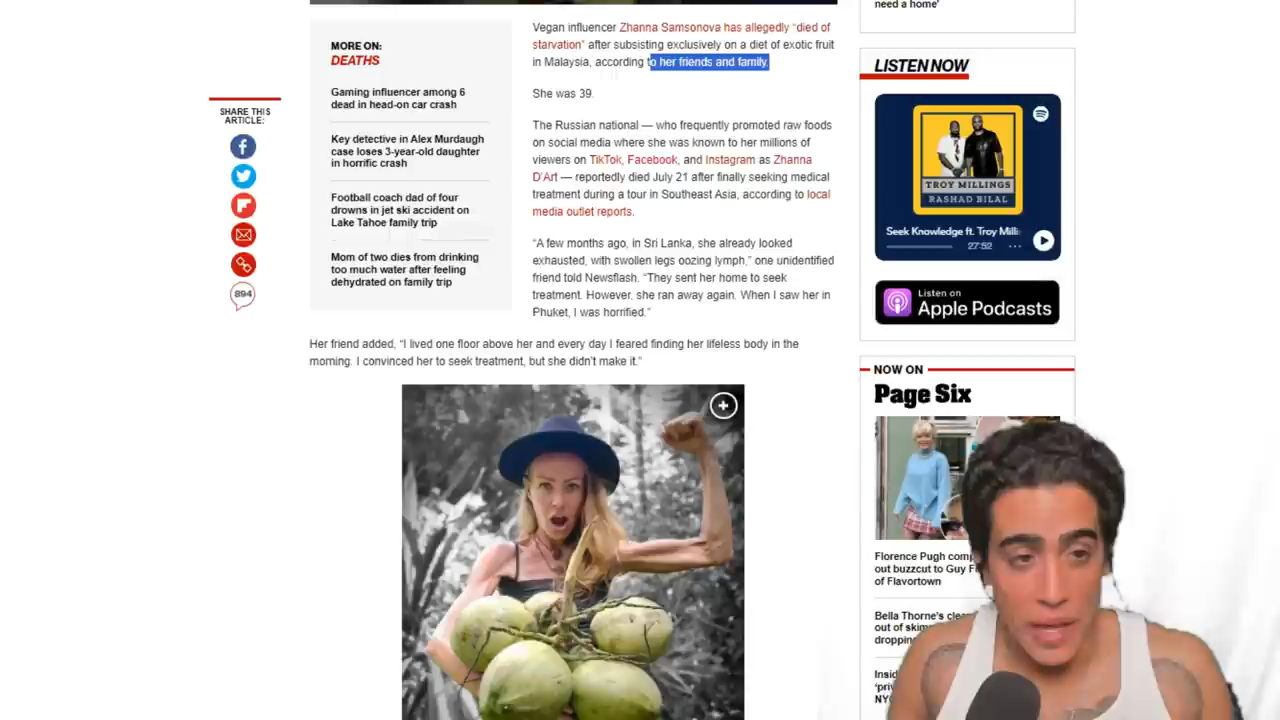 need a home'
MORE ON:
DEATHS
Gaming influencer among 6
dead in head-on car crash
Key detective in Alex Murdaugh
case loses 3-year-old daughter
in horrific crash
Football coach dad of four
drowns in jet ski accident on
Lake Tahoe family trip
Mom of two dies from drinking
too much water after feeling
dehydrated on family trip
SHARE THIS
ARTICLE:
894
Vegan influencer Zhanna Samsonova has allegedly “died of
starvation” after subsisting exclusively on a diet of exotic fruit
in Malaysia, according to her friends and family.
She was 39.
The Russian national — who frequently promoted raw foods
on social media where she was known to her millions of
viewers on TikTok, Facebook, and Instagram as Zhanna
D’Art — reportedly died July 21 after finally seeking medical
treatment during a tour in Southeast Asia, according to local
media outlet reports.
“A few months ago, in Sri Lanka, she already looked
exhausted, with swollen legs oozing lymph,” one unidentified
friend told Newsflash. “They sent her home to seek
treatment. However, she ran away again. When I saw her in
Phuket, I was horrified.”
Her friend added, “I lived one floor above her and every day I feared finding her lifeless body in the
morning. I convinced her to seek treatment, but she didn’t make it.”
LISTEN NOW
TROY MILLINGS
RASHAD BILAL
Seek Knowledge ft. Troy Milli
27:52
Listen on
Apple Podcasts
NOW ON
Page Six
Florence Pugh
out buzzcut to Guy
of Flavortown
Bella Thorne's
out of
NY